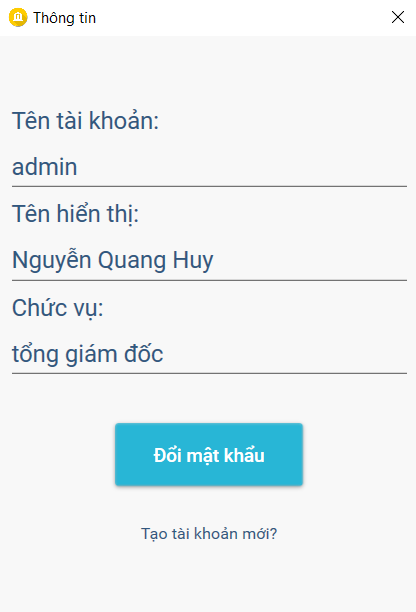 Thông tin
Tên tài khoản:
admin
Tên hiển thị:
Nguyễn Quang Huy
Chức vụ:
tổng giám đốc
Đổi mật khẩu
Tạo tài khoản mới?